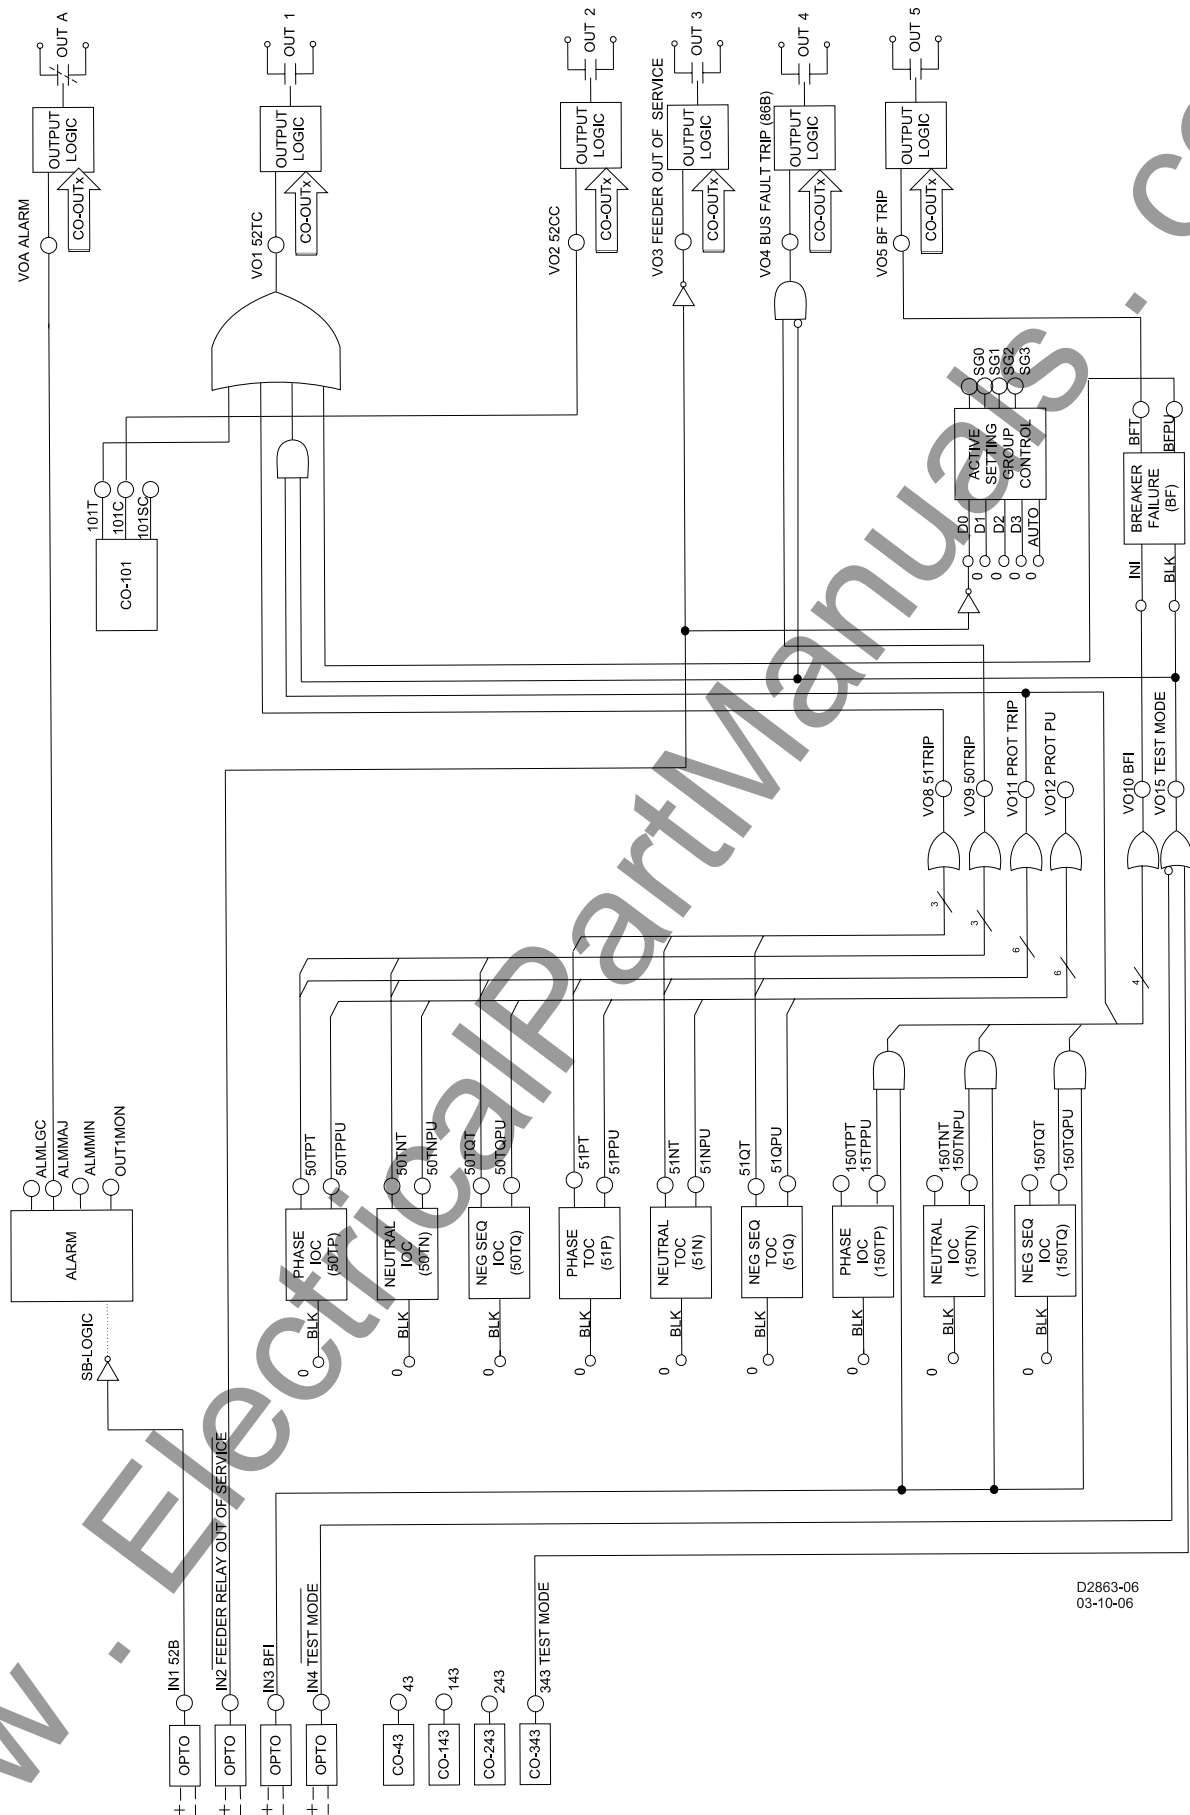 OUT A
OUT 1
OUT 2
OUT 3
OUT 4
OUT 5
OUTPUT
LOGIC
OUTPUT
LOGIC
OUTPUT
LOGIC
OUTPUT
LOGIC
OUTPUT
LOGIC
OUTPUT
LOGIC
CO-OUTx
CO-OUTx
CO-OUTx
CO-OUTx
CO-OUTx
CO-OUTx
VOA ALARM
VO1 52TC
VO2 52CC
VO3 FEEDER OUT OF SERVICE
VO4 BUS FAULT TRIP (86B)
VO5 BF TRIP
CO-101
101T
101C
101SC
SG0
SG1
SG2
SG3
ACTIVE
SETTING
GROUP
CONTROL
D0
D1
D2
D3
AUTO
0
0
0
0
BFT
BFPU
BREAKER
FAILURE
(BF)
INI
BLK
VO8 51TRIP
VO9 50TRIP
VO11 PROT TRIP
VO12 PROT PU
VO10 BFI
VO15 TEST MODE
3
3
6
6
4
ALMLGC
ALMMAJ
ALMMIN
OUT1MON
ALARM
SB-LOGIC
50TPT
50TPPU
50TNT
50TNPU
50TQT
50TQPU
51PT
51PPU
51NT
51NPU
51QT
51QPU
150TPT
15TPPU
150TNT
150TNPU
150TQT
150TQPU
PHASE
IOC
(50TP)
NEUTRAL
IOC
(50TN)
NEG SEQ
IOC
(50TQ)
PHASE
TOC
(51P)
NEUTRAL
TOC
(51N)
NEG SEQ
TOC
(51Q)
PHASE
IOC
(150TP)
NEUTRAL
IOC
(150TN)
NEG SEQ
IOC
(150TQ)
BLK
BLK
BLK
BLK
BLK
BLK
BLK
BLK
BLK
0
0
0
0
0
0
0
0
0
IN1 52B
IN2 FEEDER RELAY OUT OF SERVICE
IN3 BFI
IN4 TEST MODE
OPTO
OPTO
OPTO
OPTO
+
+
+
+
43
143
243
343 TEST MODE
CO-43
CO-143
CO-243
CO-343
D2863-06
03-10-06
w . ElectricalPartManuals . co